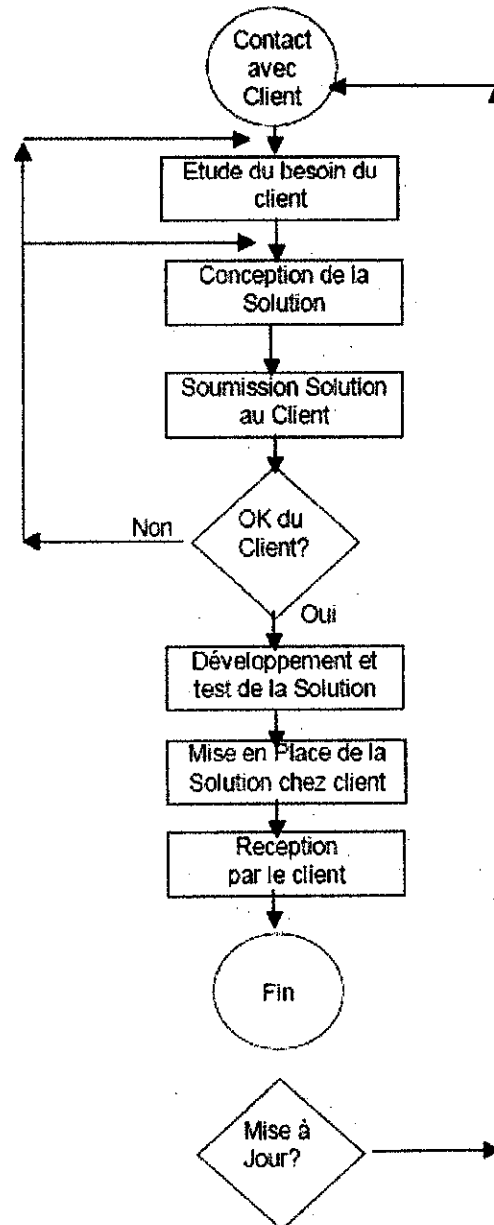 Contact
avec
Client
Etude du besoin du
client
Conception de la
Solution
Soumission Solution
au Client
OK du
Client?
Non
Oui
Développement et
test de la Solution
Mise en Place de la
Solution chez client
Reception
par le client
Fin
Mise à
Jour?